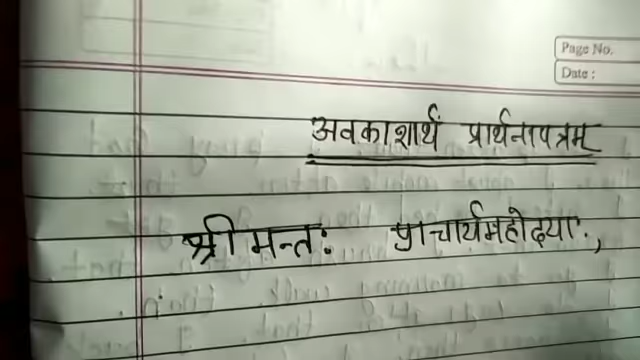 Page No.
Date :
अवकाशार्थं प्रार्थनापत्रम्
श्रीमन्तः प्राचार्यमहोदयाः,